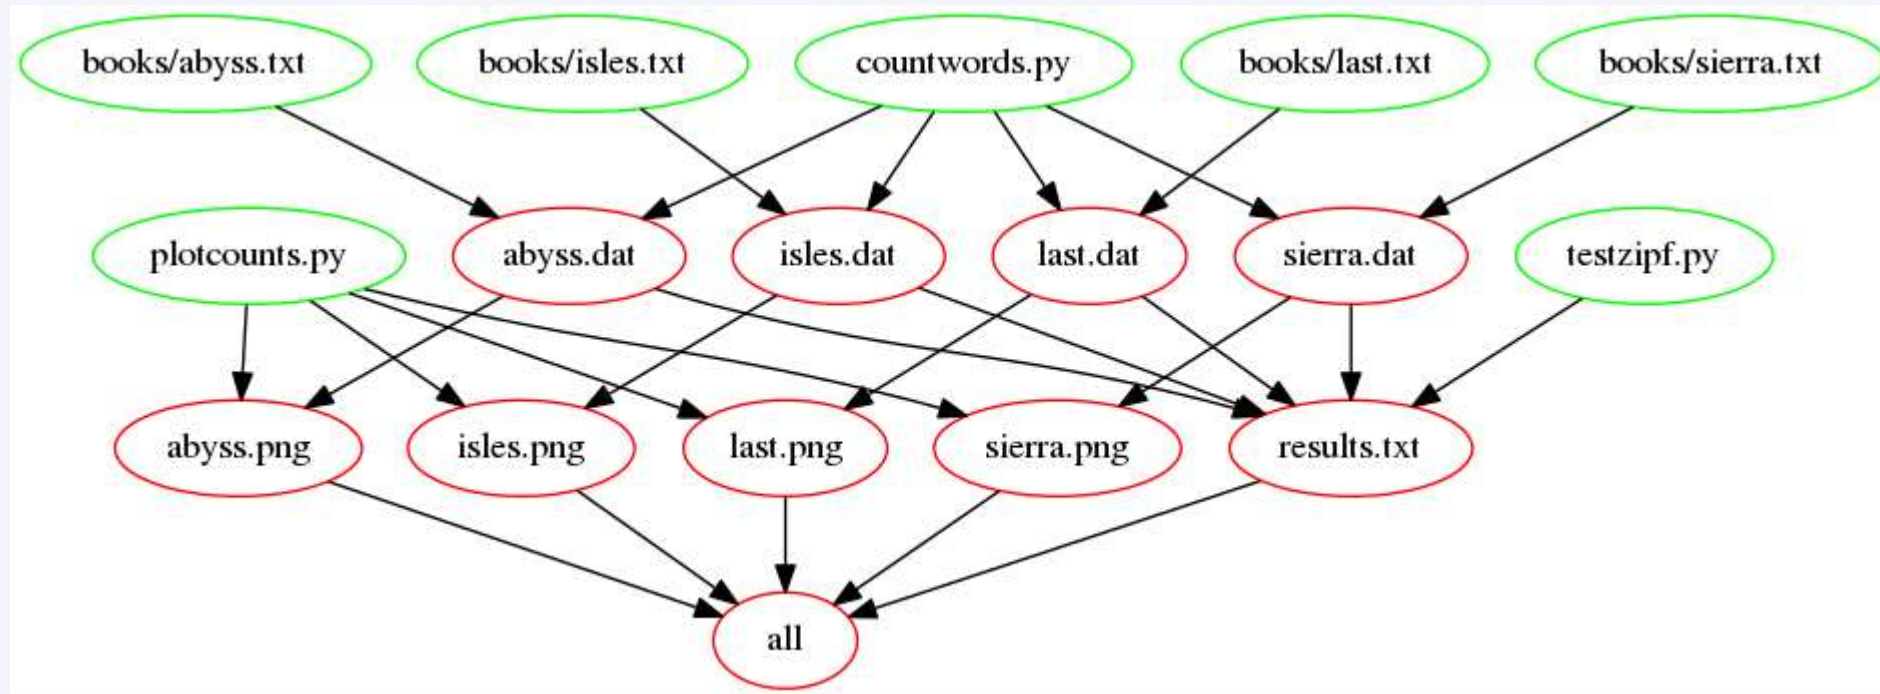 books/abyss.txt
books/isles.txt
countwords.py
books/last.txt
books/sierra.txt
plotcounts.py
abyss.dat
isles.dat
last.dat
sierra.dat
testzipf.py
abyss.png
isles.png
last.png
sierra.png
results.txt
all